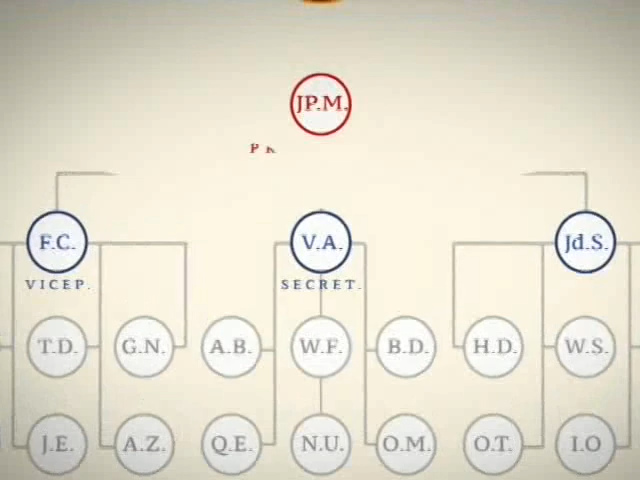 JP.M.
F.C. V.A. Jd.S.
VICEP. SECRET.
T.D. G.N. A.B. W.F. B.D. H.D. W.S.
J.E. A.Z. Q.E. N.U. O.M. O.T. I.O